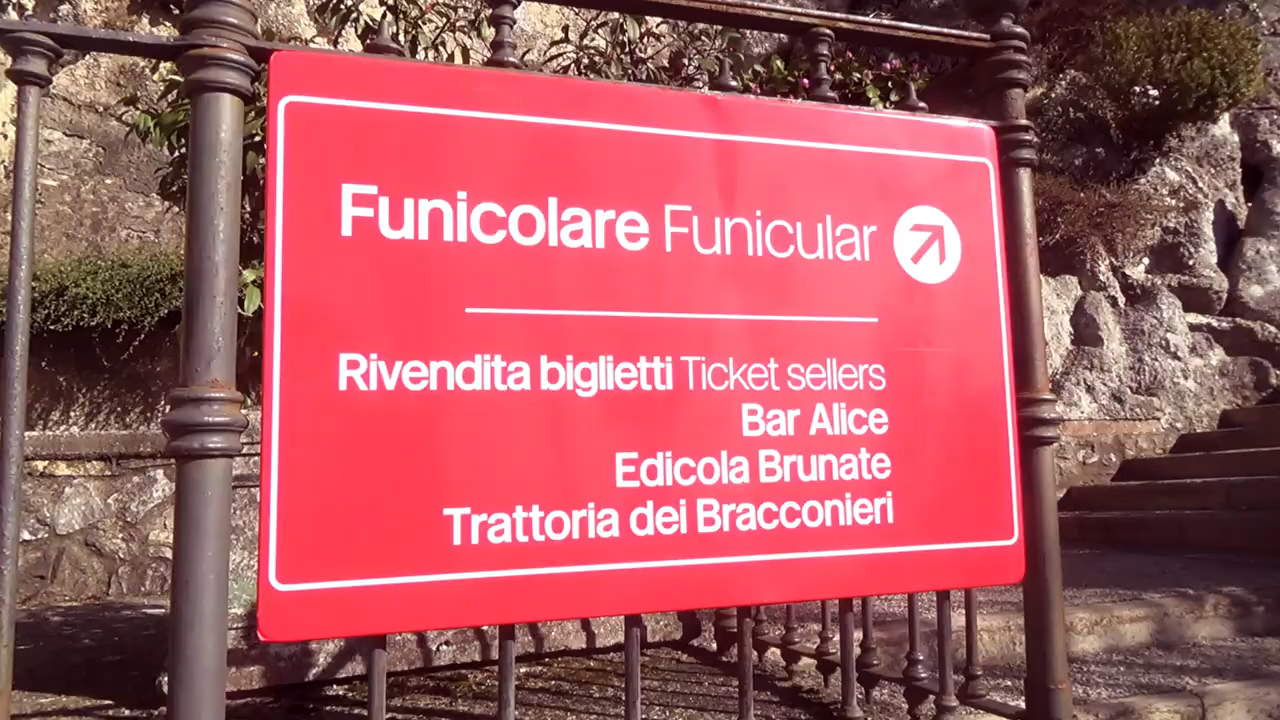 Funicolare Funicular
Rivendita biglietti Ticket sellers
Bar Alice
Edicola Brunate
Trattoria dei Bracconieri